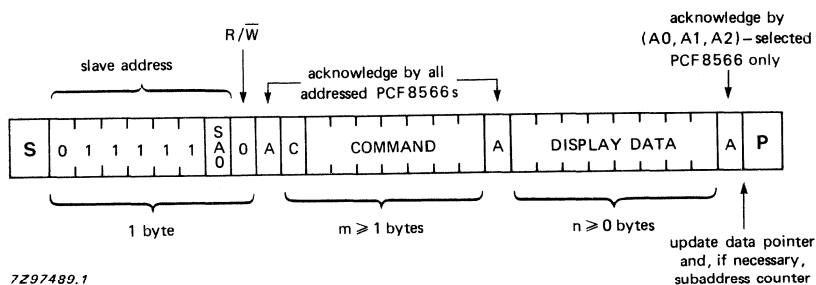 acknowledge by
(A0, A1, A2)–selected
PCF8566 only
R/W̅
slave address
acknowledge by all
addressed PCF8566s
S 0 1 1 1 1 1 SA0 0 A C COMMAND A DISPLAY DATA A P
1 byte
m ⩾ 1 bytes
n ⩾ 0 bytes
update data pointer
and, if necessary,
subaddress counter
7Z97489.1